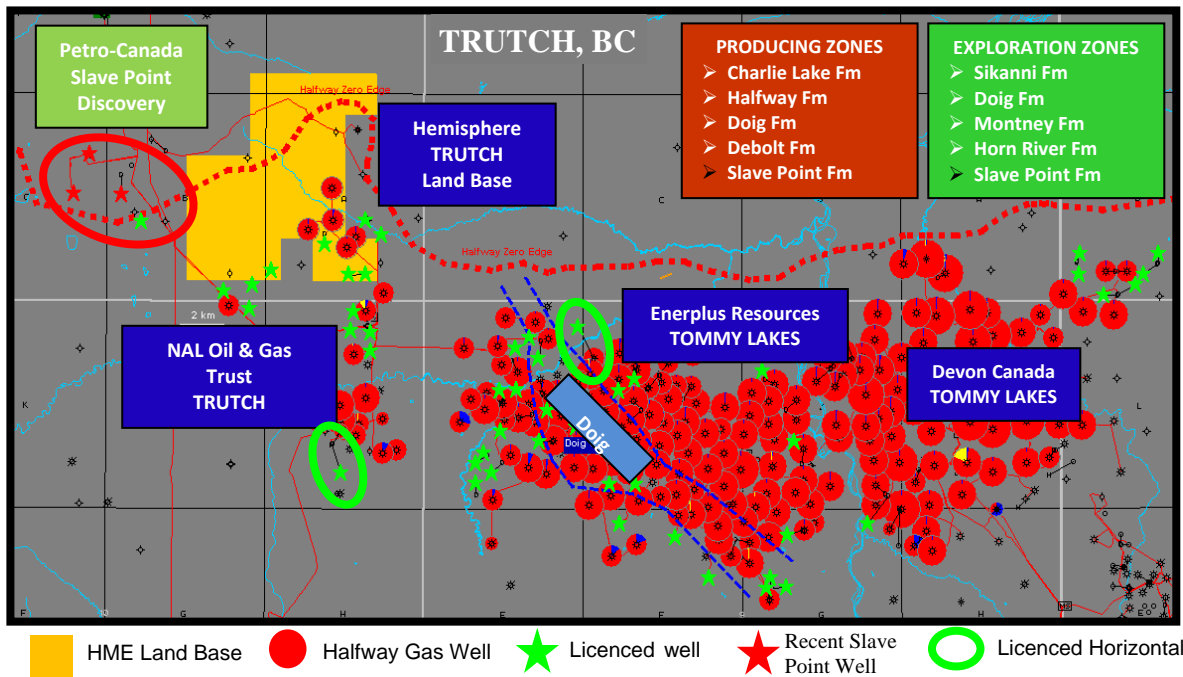 TRUTCH, BC
Petro-Canada
Slave Point
Discovery
Halfway Zero Edge
Hemisphere
TRUTCH
Land Base
PRODUCING ZONES
➢ Charlie Lake Fm
➢ Halfway Fm
➢ Doig Fm
➢ Debolt Fm
➢ Slave Point Fm
EXPLORATION ZONES
➢ Sikanni Fm
➢ Doig Fm
➢ Montney Fm
➢ Horn River Fm
➢ Slave Point Fm
C
B
A
C
Halfway Zero Edge
2 km
NAL Oil & Gas
Trust
TRUTCH
Enerplus Resources
TOMMY LAKES
Devon Canada
TOMMY LAKES
K
L
Doig
Doig
F
10
G
H
E
F
G
H
E
HME Land Base
Halfway Gas Well
Licenced well
Recent Slave
Point Well
Licenced Horizontal